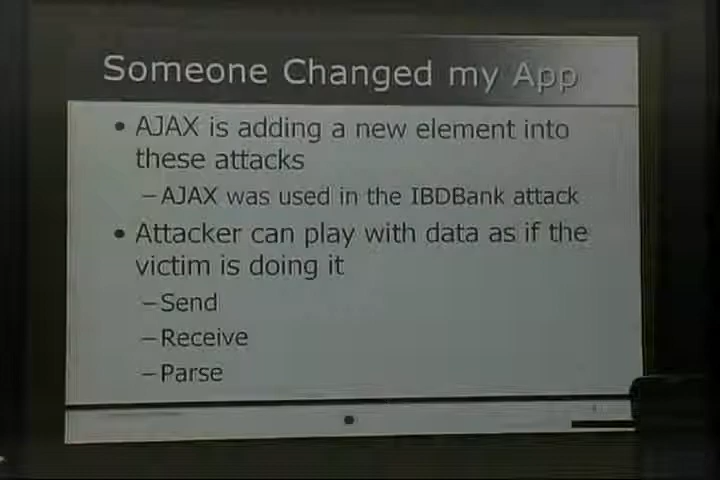 Someone Changed my App
• AJAX is adding a new element into
these attacks
–AJAX was used in the IBDBank attack
• Attacker can play with data as if the
victim is doing it
–Send
–Receive
–Parse